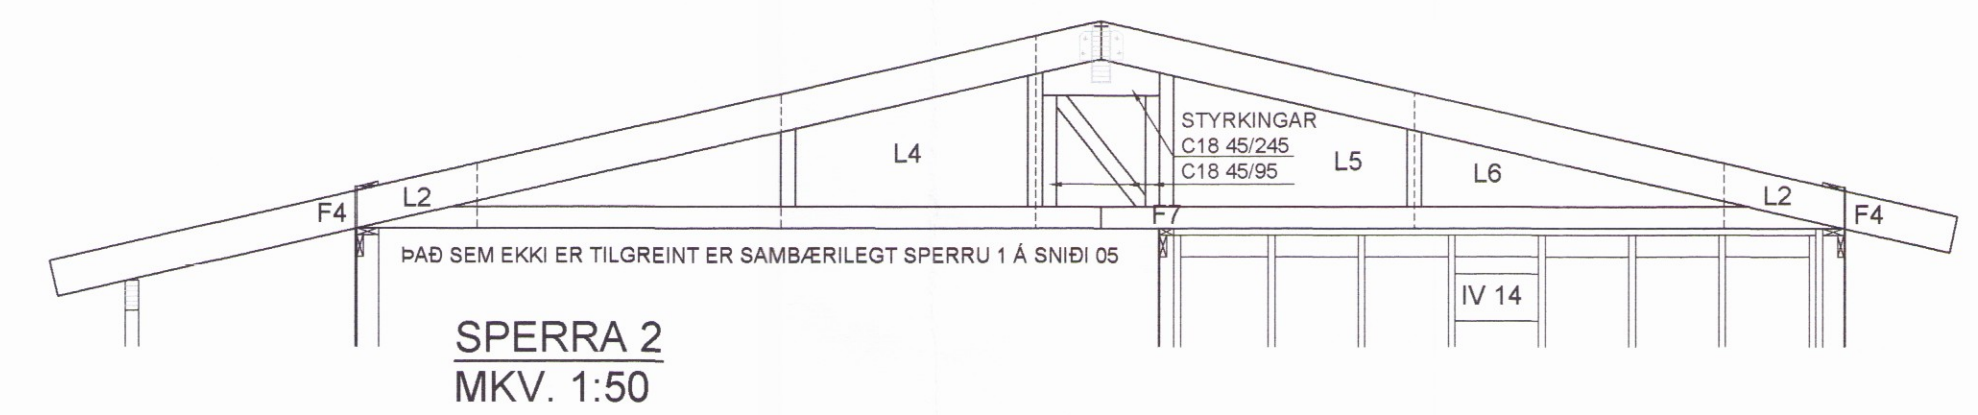 STYRKINGAR
C18 45/245
C18 45/95
L4
L5
L6
L2
L2
F4
F7
F4
ÞAÐ SEM EKKI ER TILGREINT ER SAMBÆRILEGT SPERRU 1 Á SNIÐI 05
IV 14
SPERRA 2
MKV. 1:50